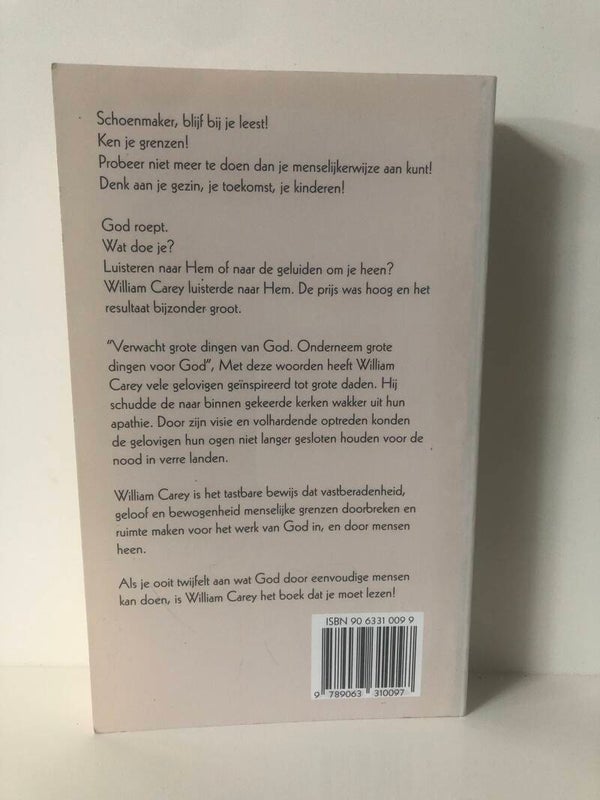 Schoenmaker, blijf bij je leest!
Ken je grenzen!
Probeer niet meer te doen dan je menselijkerwijze aan kunt!
Denk aan je gezin, je toekomst, je kinderen!
God roept.
Wat doe je?
Luisteren naar Hem of naar de geluiden om je heen?
William Carey luisterde naar Hem. De prijs was hoog en het
resultaat bijzonder groot.
"Verwacht grote dingen van God. Onderneem grote
dingen voor God", Met deze woorden heeft William
Carey vele gelovigen geïnspireerd tot grote daden. Hij
schudde de naar binnen gekeerde kerken wakker uit hun
apathie. Door zijn visie en volhardende optreden konden
de gelovigen hun ogen niet langer gesloten houden voor de
nood in verre landen.
William Carey is het tastbare bewijs dat vastberadenheid,
geloof en bewogenheid menselijke grenzen doorbreken en
ruimte maken voor het werk van God in, en door mensen
heen.
Als je ooit twijfelt aan wat God door eenvoudige mensen
kan doen, is William Carey het boek dat je moet lezen!
ISBN 90 6331 009 9
9 789063 310097